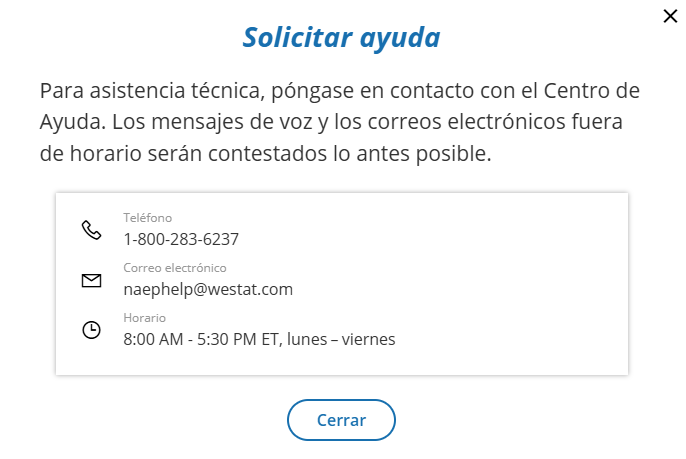 Solicitar ayuda
Para asistencia técnica, póngase en contacto con el Centro de
Ayuda. Los mensajes de voz y los correos electrónicos fuera
de horario serán contestados lo antes posible.
Teléfono
1-800-283-6237
Correo electrónico
naephelp@westat.com
Horario
8:00 AM - 5:30 PM ET, lunes – viernes
Cerrar